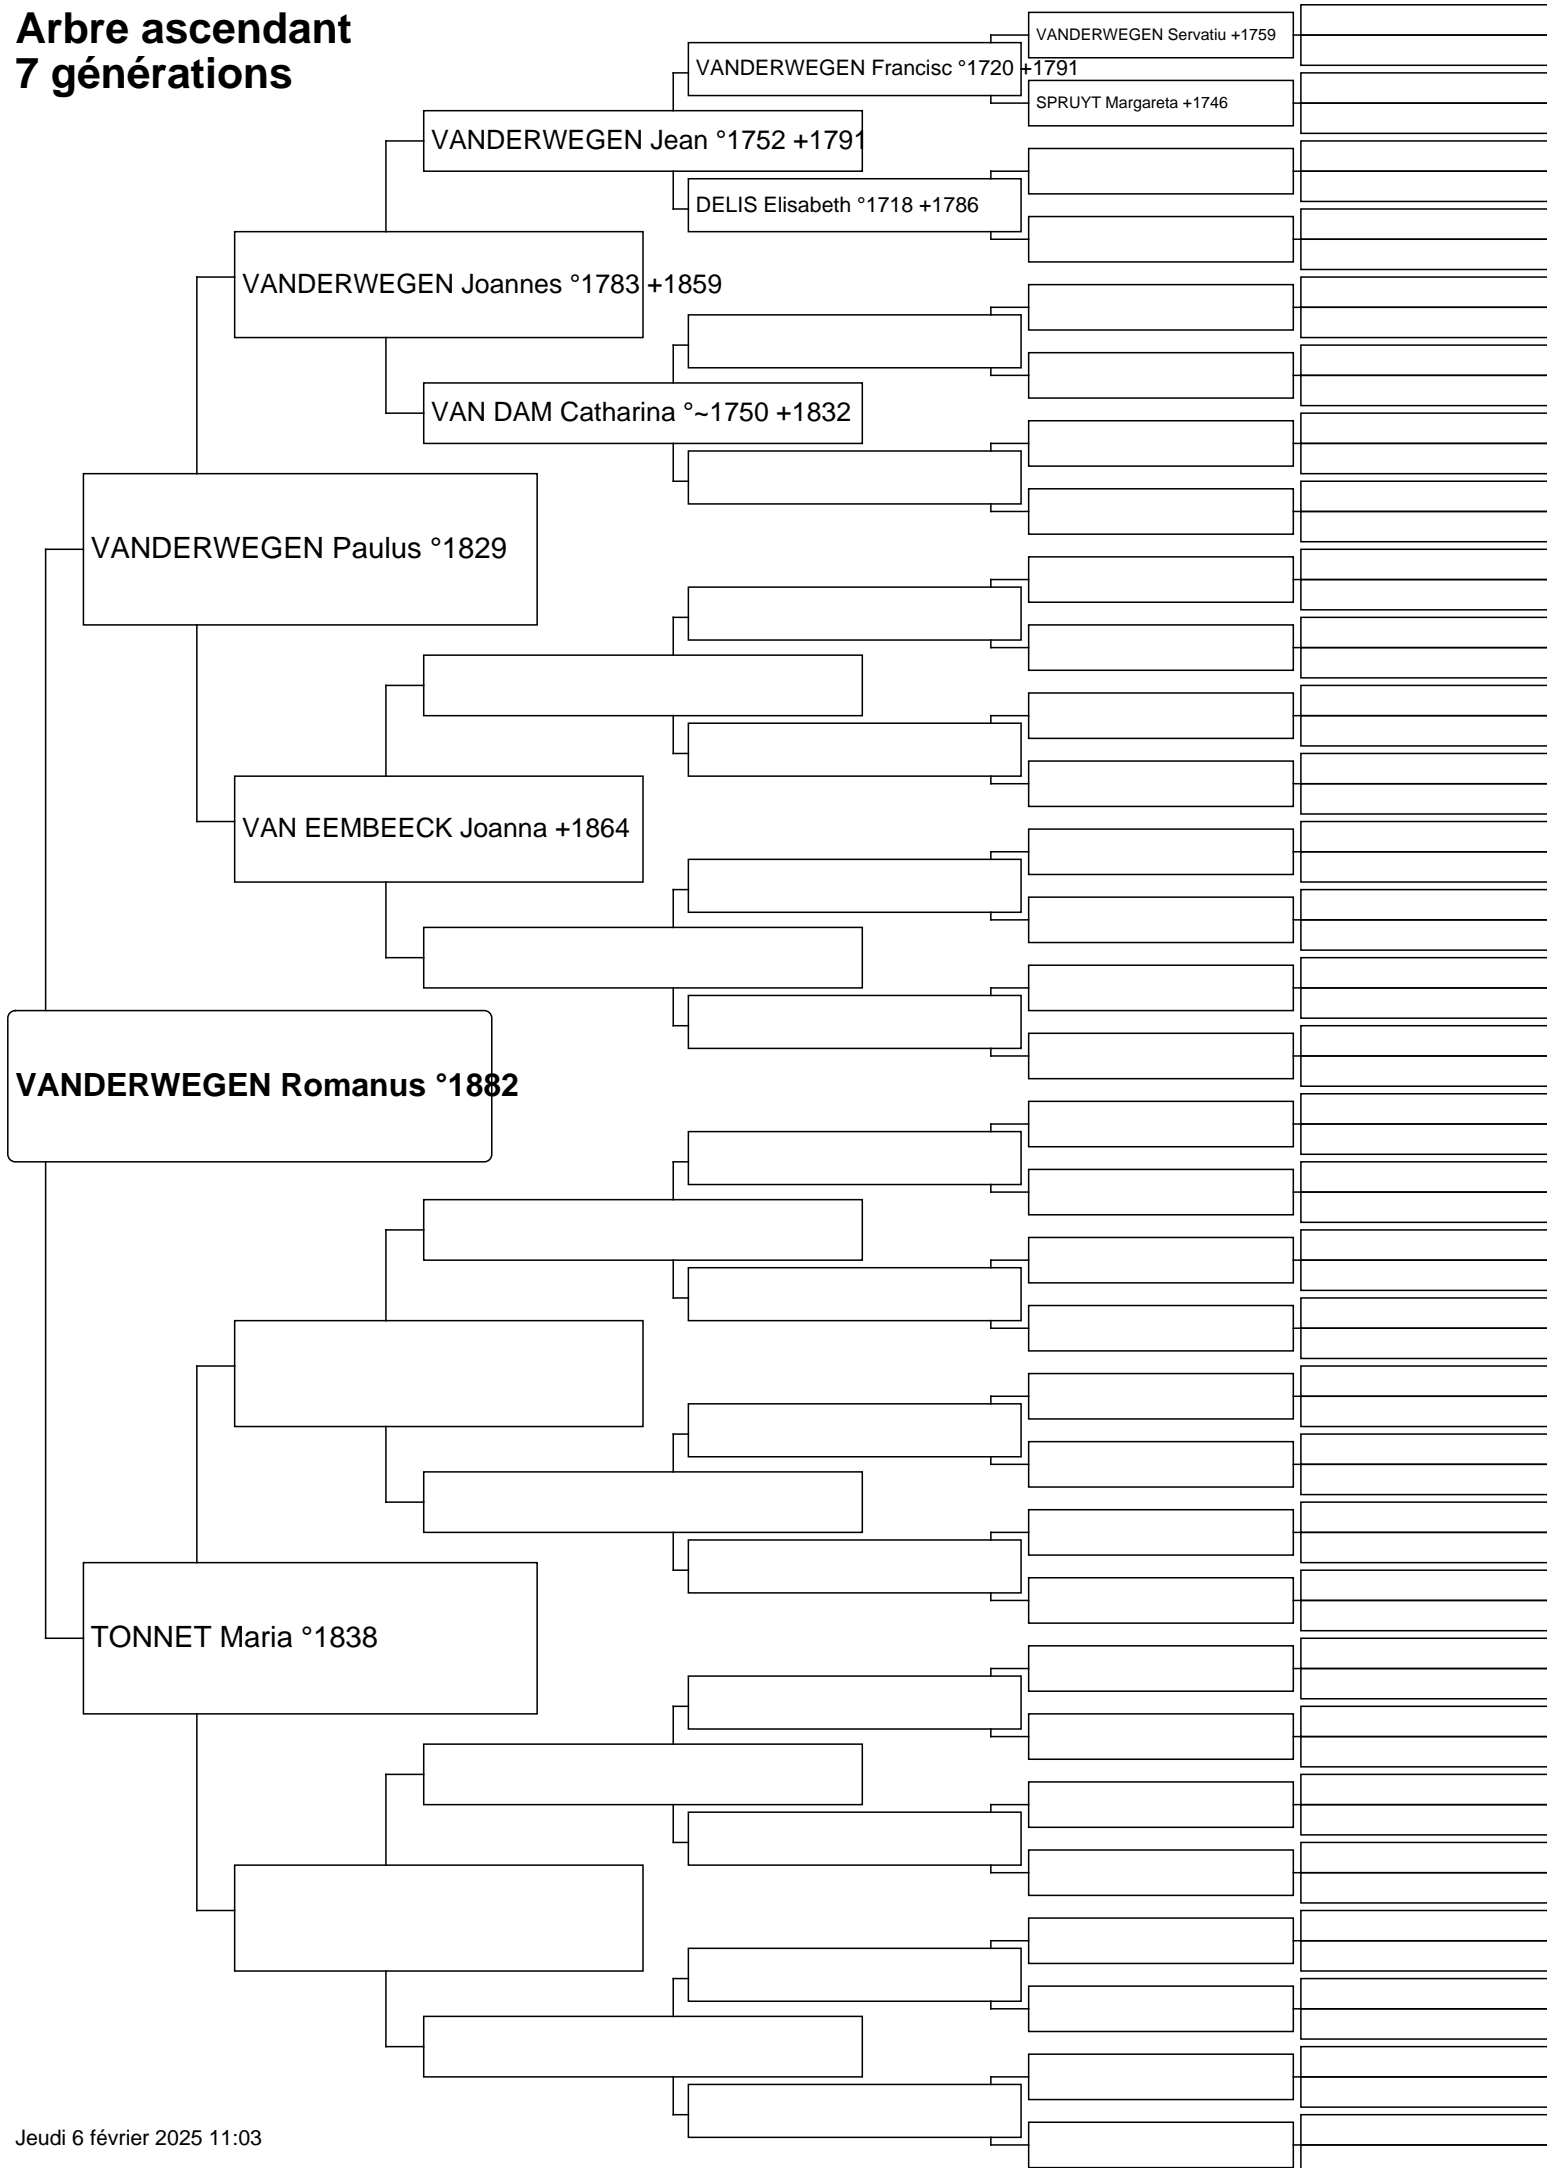 Arbre ascendant
7 générations
VANDERWEGEN Servatiu +1759
VANDERWEGEN Francisc °1720 +1791
SPRUYT Margareta +1746
VANDERWEGEN Jean °1752 +1791
DELIS Elisabeth °1718 +1786
VANDERWEGEN Joannes °1783 +1859
VAN DAM Catharina °~1750 +1832
VANDERWEGEN Paulus °1829
VAN EEMBEECK Joanna +1864
VANDERWEGEN Romanus °1882
TONNET Maria °1838
Jeudi 6 février 2025 11:03